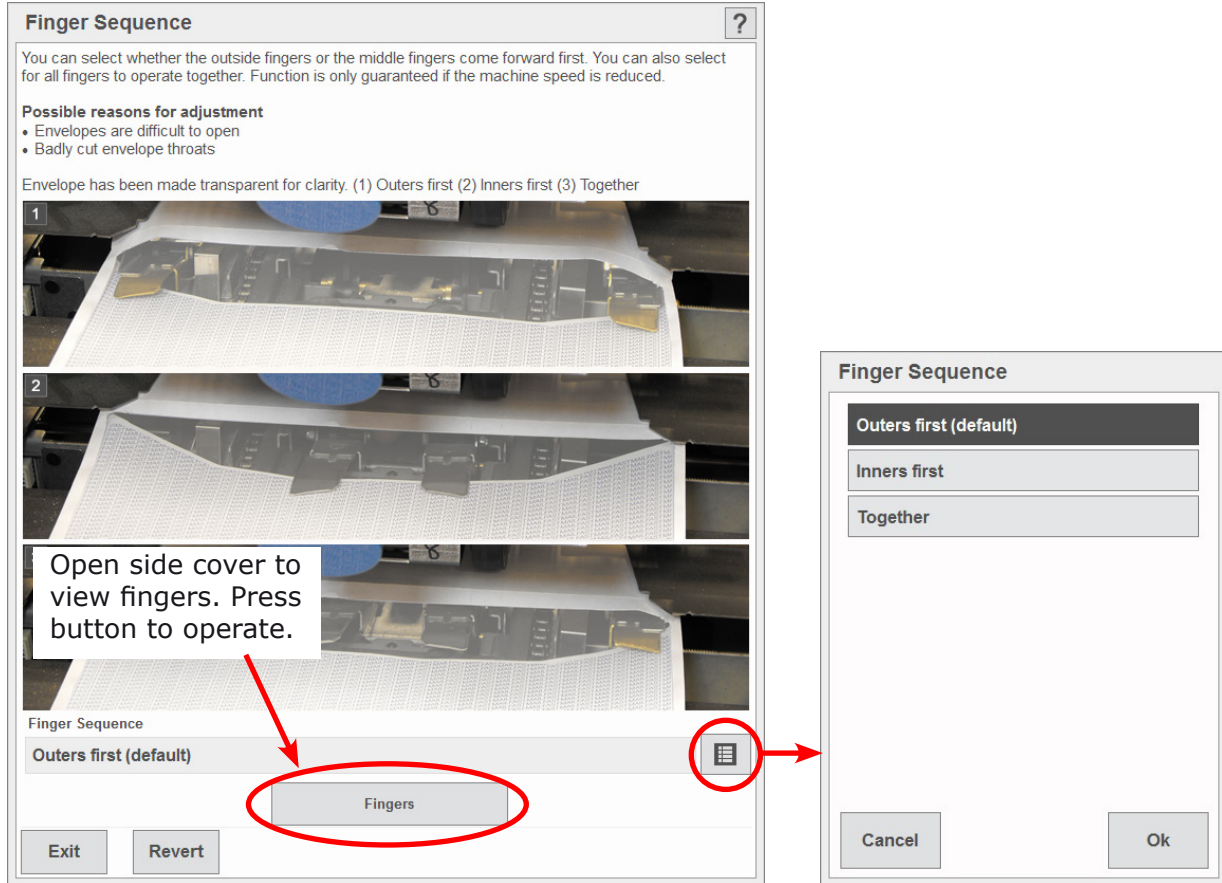 Finger Sequence
?
You can select whether the outside fingers or the middle fingers come forward first. You can also select
for all fingers to operate together. Function is only guaranteed if the machine speed is reduced.
Possible reasons for adjustment
• Envelopes are difficult to open
• Badly cut envelope throats
Envelope has been made transparent for clarity. (1) Outers first (2) Inners first (3) Together
1
8
2
8
8
Open side cover to
view fingers. Press
button to operate.
Finger Sequence
Outers first (default)
Fingers
Exit
Revert
Finger Sequence
Outers first (default)
Inners first
Together
Cancel
Ok